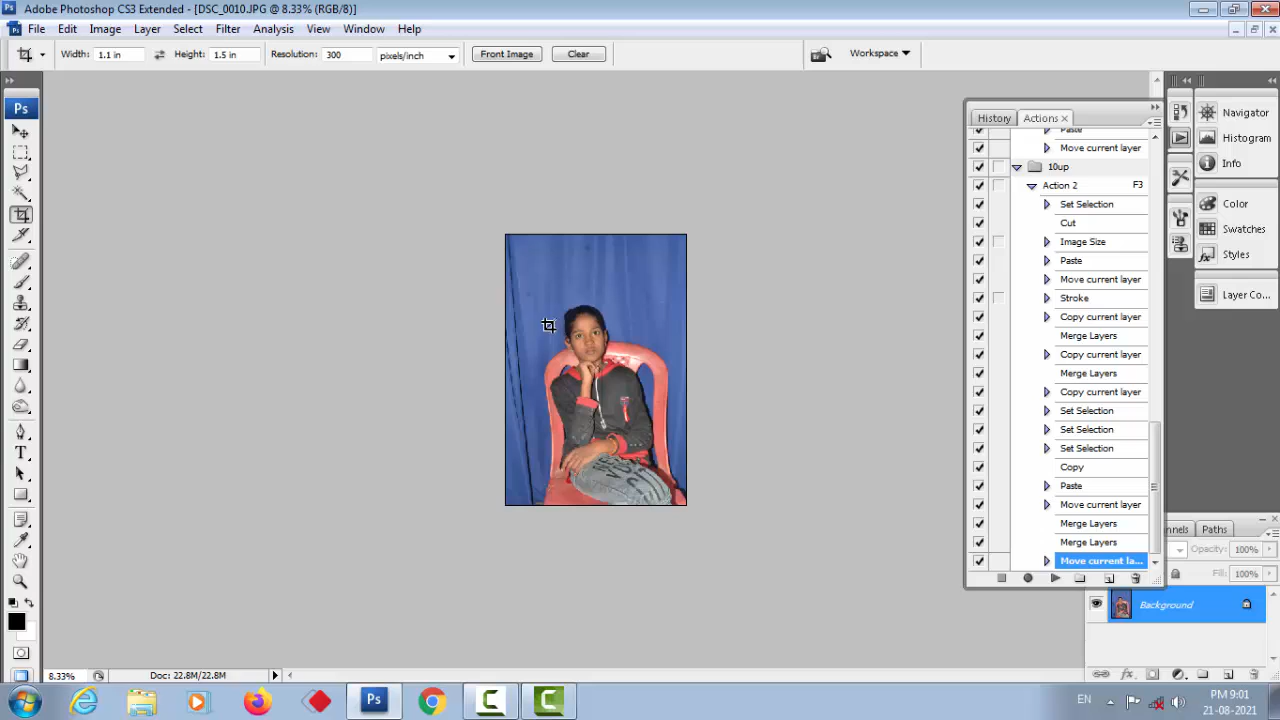 Adobe Photoshop CS3 Extended - [DSC_0010.JPG @ 8.33% (RGB/8)]
File Edit Image Layer Select Filter Analysis View Window Help
Width: 1.1 in Height: 1.5 in Resolution: 300 pixels/inch Front Image Clear Workspace
Ps
History Actions
Paste
Move current layer
10up
Action 2 F3
Set Selection
Cut
Image Size
Paste
Move current layer
Stroke
Copy current layer
Merge Layers
Copy current layer
Merge Layers
Copy current layer
Set Selection
Set Selection
Set Selection
Copy
Paste
Move current layer
Merge Layers
Merge Layers
Move current la...
Navigator
Histogram
Info
Color
Swatches
Styles
Layer Co...
nnels Paths
Opacity: 100%
Fill: 100%
Background
T
8.33% Doc: 22.8M/22.8M
Ps
EN
PM 9:01
21-08-2021